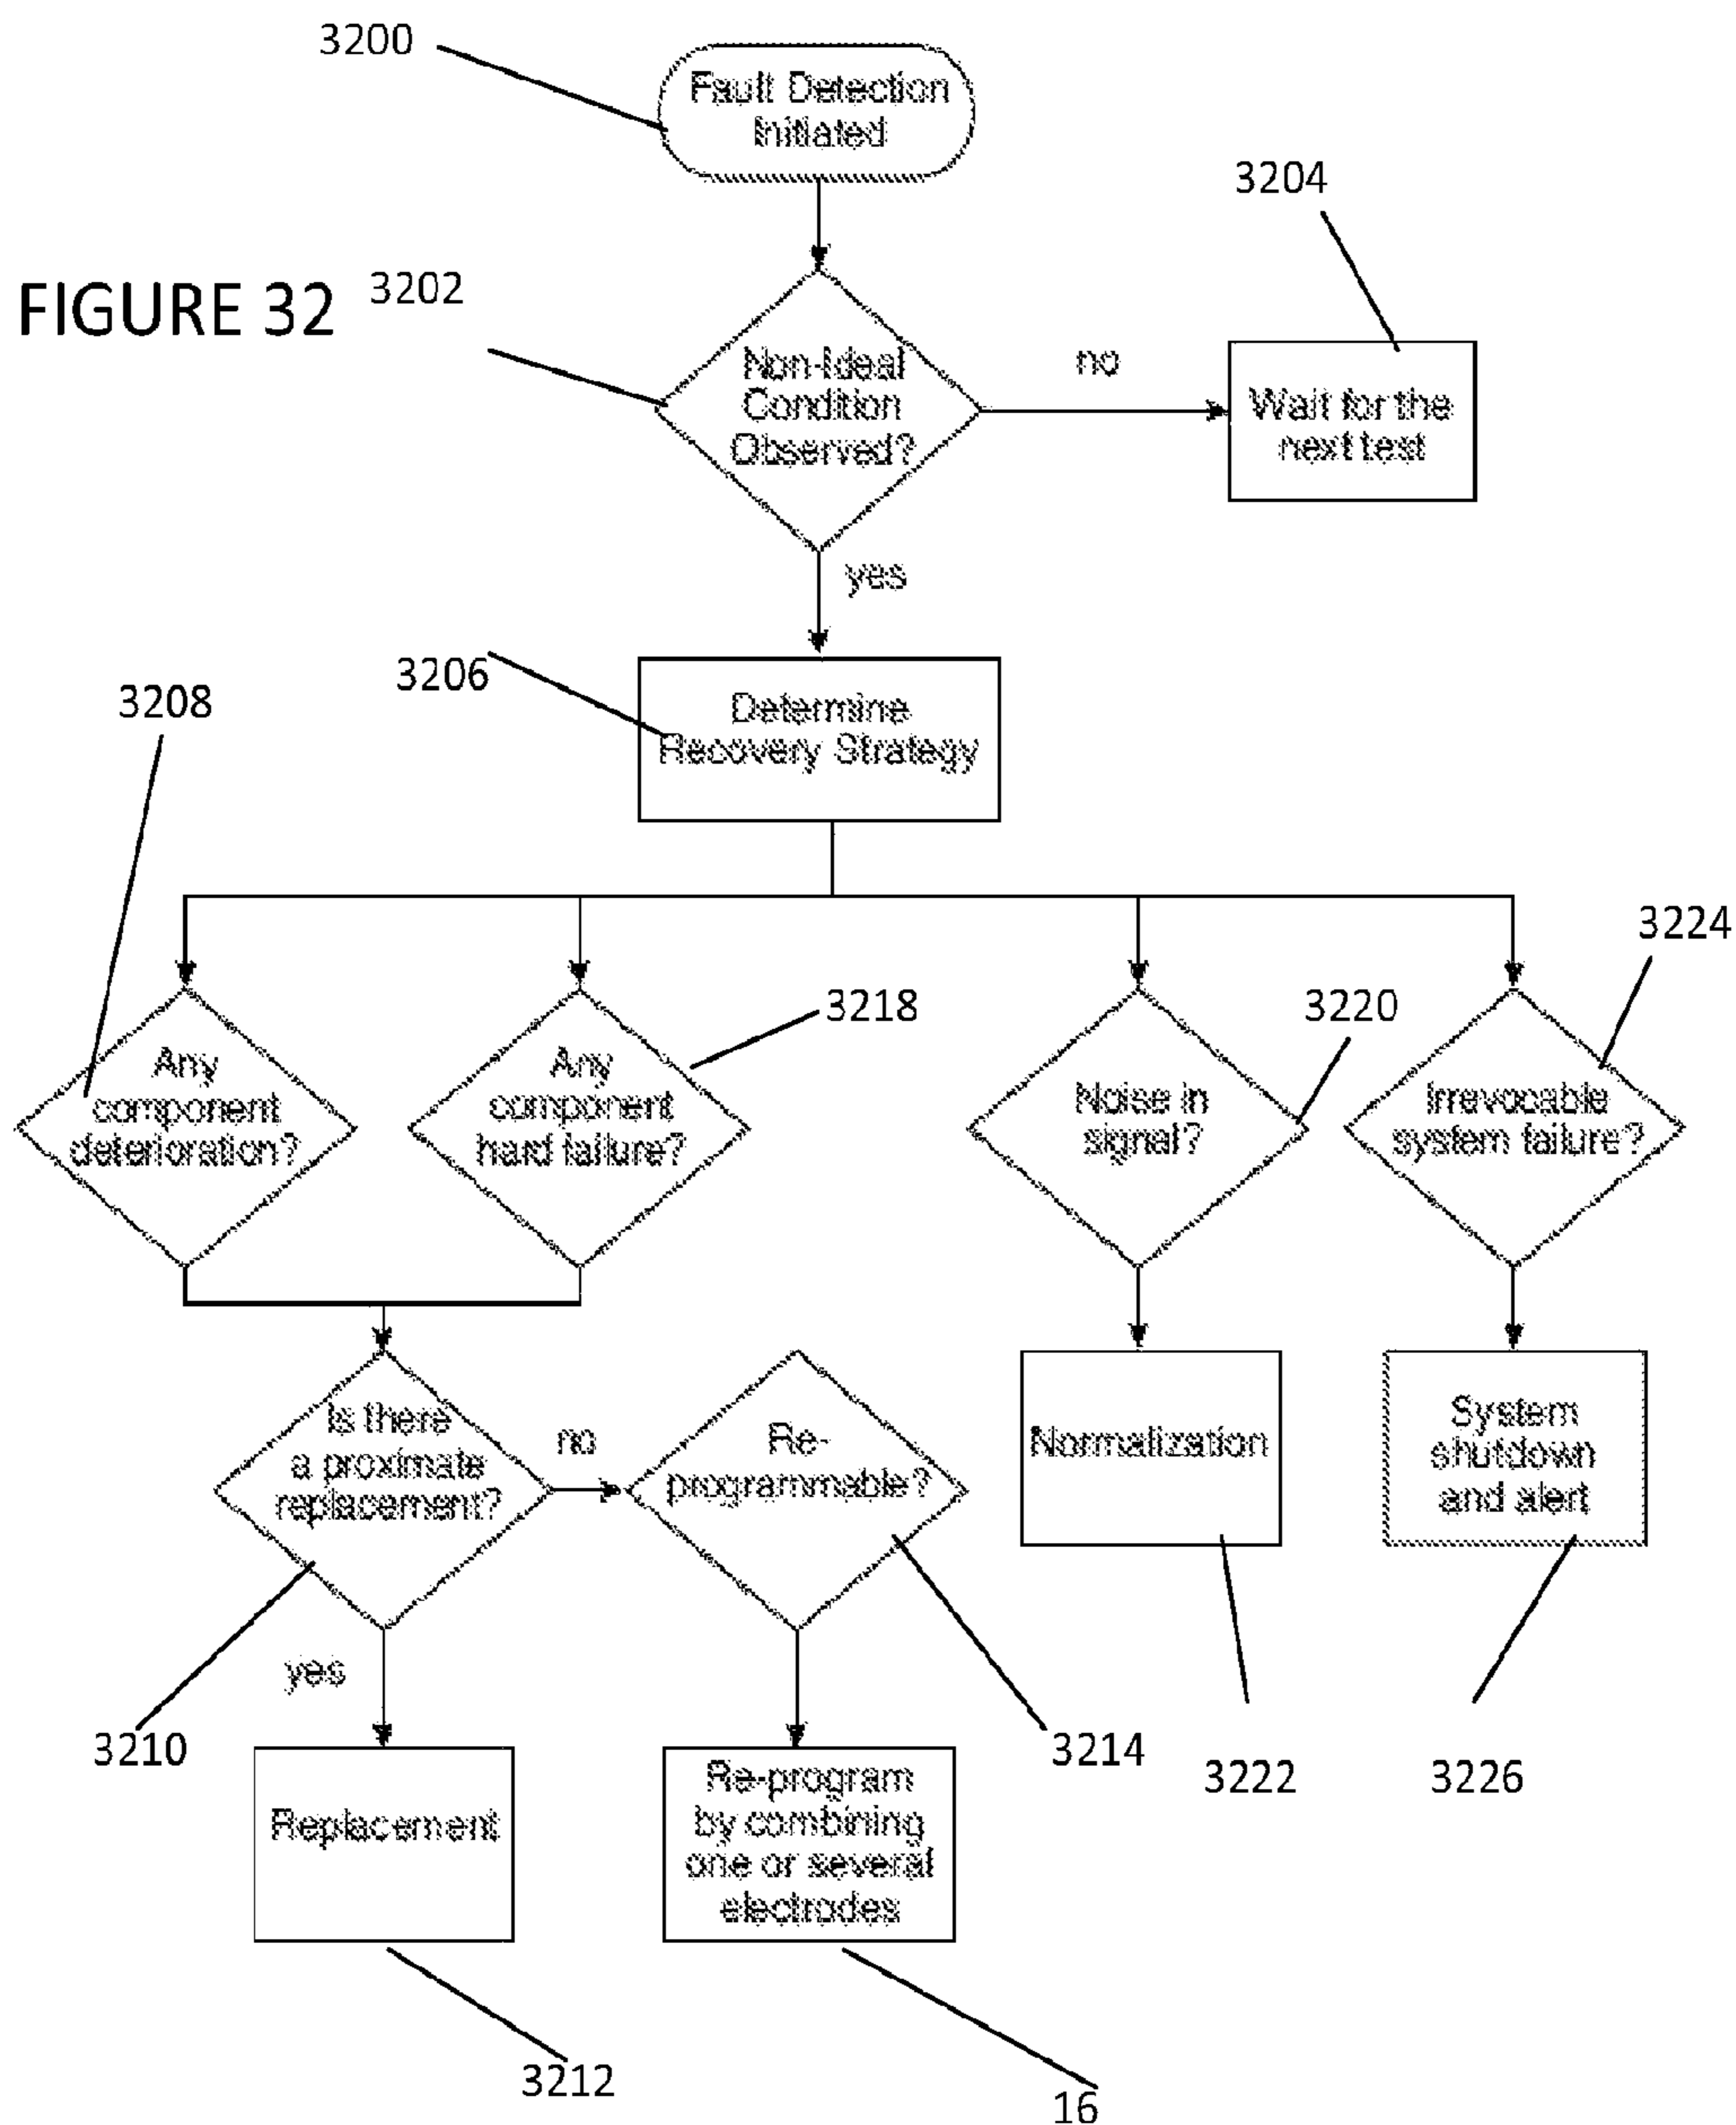 3200
Fault Detection
Initiated
3204
FIGURE 32
3202
Non-Ideal
Condition
Observed?
no
Wait for the
next test
yes
3206
Determine
Recovery Strategy
3208
3218
3220
3224
Any
component
deterioration?
Any
component
hard failure?
Noise in
signal?
Irrevocable
system failure?
Is there
a proximate
replacement?
no
Re-
programmable?
Normalization
System
shutdown
and alert
yes
3210
3214
3222
3226
Replacement
Re-program
by combining
one or several
electrodes
3212
16